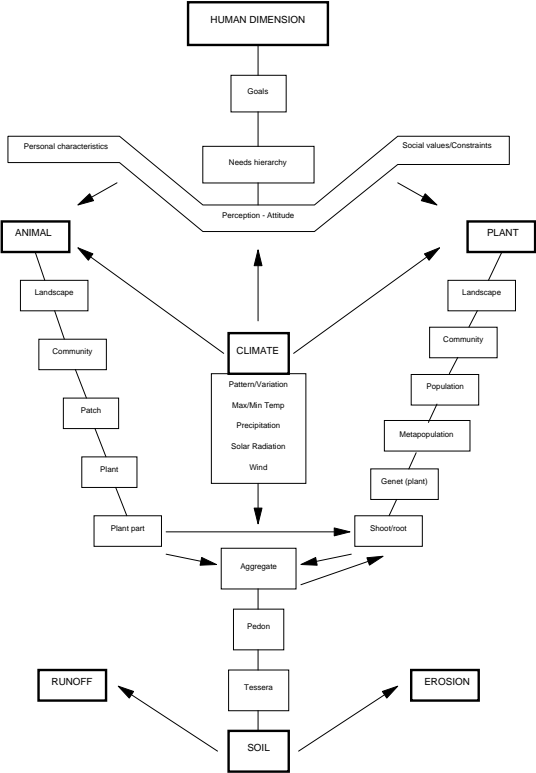 HUMAN DIMENSION
Goals
Personal characteristics
Social values/Constraints
Needs hierarchy
Perception - Attitude
ANIMAL
PLANT
Landscape
Landscape
Community
Community
CLIMATE
Pattern/Variation
Max/Min Temp
Precipitation
Solar Radiation
Wind
Population
Patch
Metapopulation
Plant
Genet (plant)
Plant part
Shoot/root
Aggregate
Pedon
Tessera
RUNOFF
EROSION
SOIL